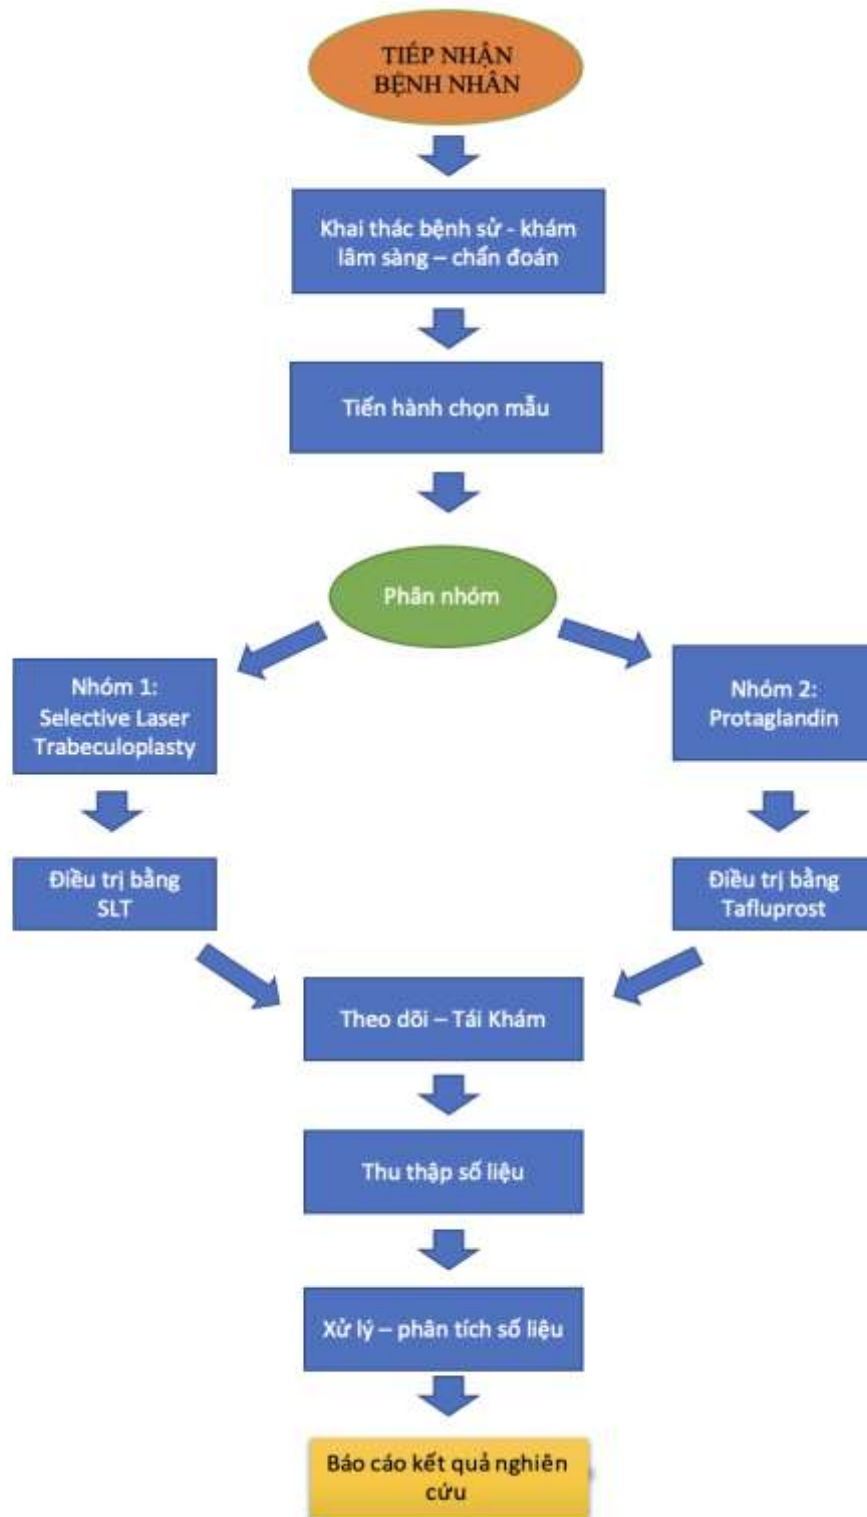 TIẾP NHẬN
BỆNH NHÂN
Khai thác bệnh sử - khám
lâm sàng – chẩn đoán
Tiến hành chọn mẫu
Phân nhóm
Nhóm 1:
Selective Laser
Trabeculoplasty
Nhóm 2:
Protaglandin
Điều trị bằng
SLT
Điều trị bằng
Tafluprost
Theo dõi – Tái Khám
Thu thập số liệu
Xử lý – phân tích số liệu
Báo cáo kết quả nghiên
cứu